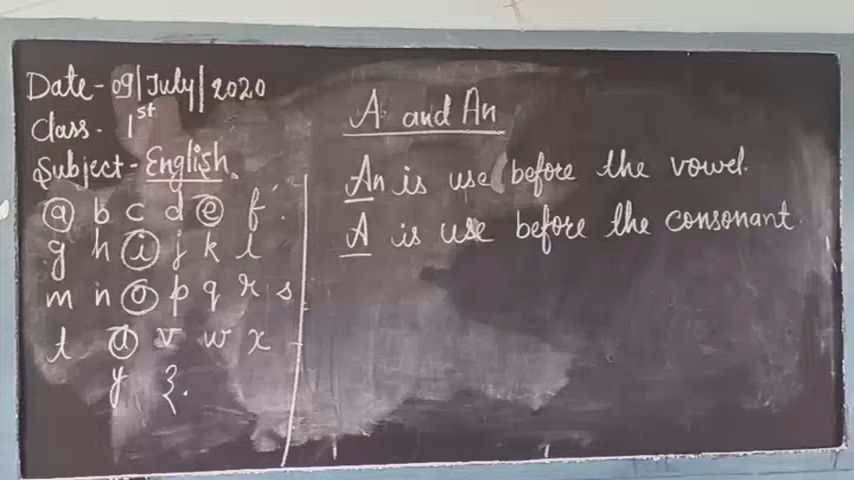 Date - 09|July|2020
Class - 1st
Subject - English.
a b c d e f.
g h i j k l
m n o p q r s
t u v w x
y z.
A and An
An is use before the vowel.
A is use before the consonant.